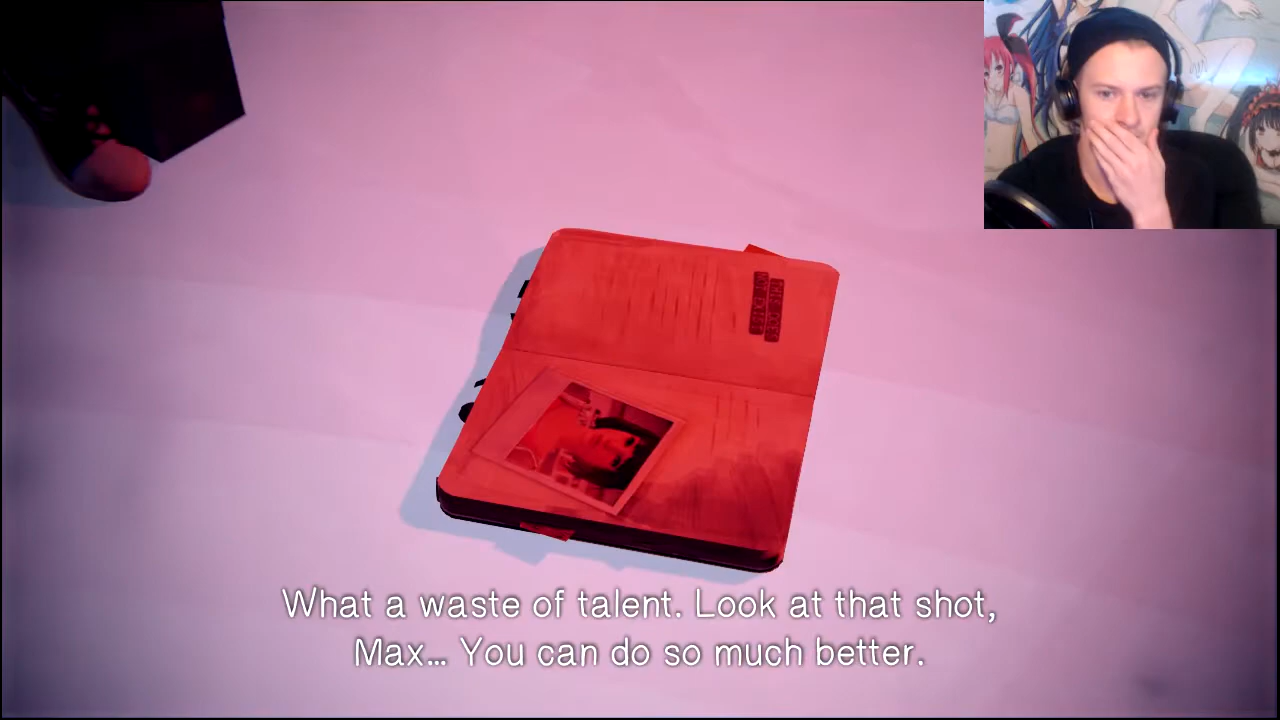 What a waste of talent. Look at that shot,
Max... You can do so much better.